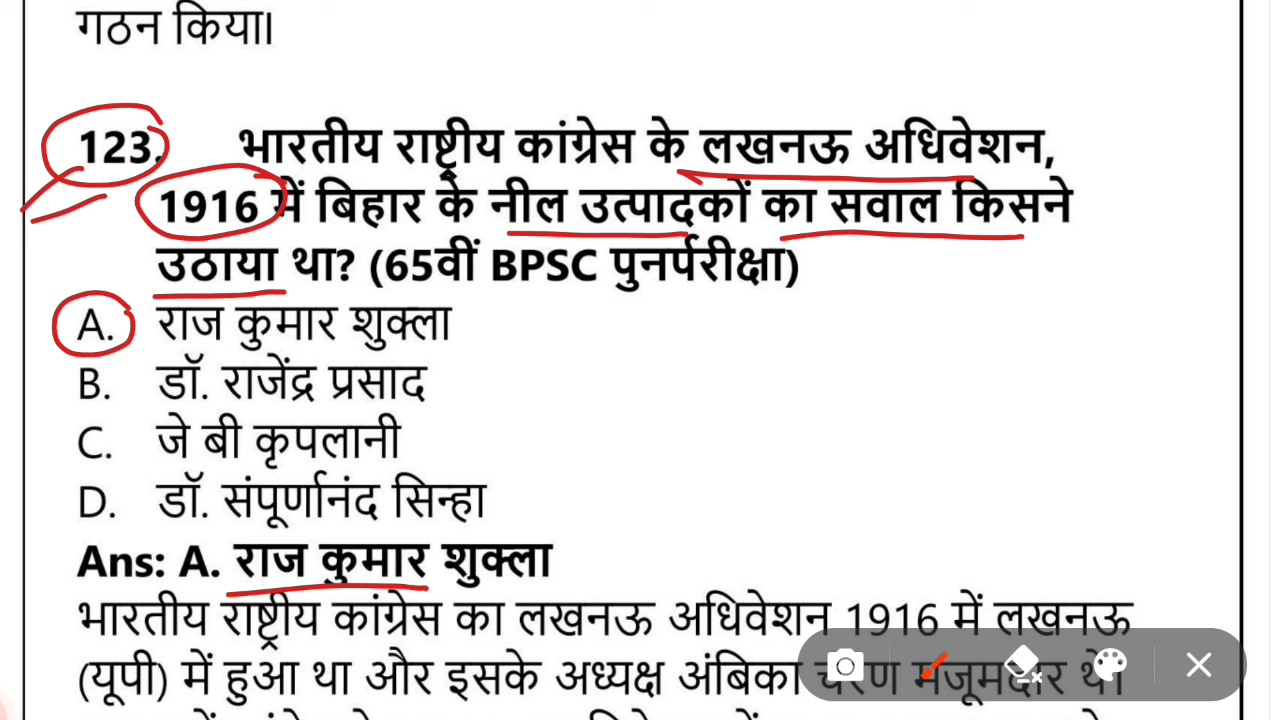 गठन किया।
123. भारतीय राष्ट्रीय कांग्रेस के लखनऊ अधिवेशन,
1916 में बिहार के नील उत्पादकों का सवाल किसने
उठाया था? (65वीं BPSC पुनर्परीक्षा)
A. राज कुमार शुक्ला
B. डॉ. राजेंद्र प्रसाद
C. जे बी कृपलानी
D. डॉ. संपूर्णानंद सिन्हा
Ans: A. राज कुमार शुक्ला
भारतीय राष्ट्रीय कांग्रेस का लखनऊ अधिवेशन 1916 में लखनऊ
(यूपी) में हुआ था और इसके अध्यक्ष अंबिका चरण मजूमदार थे।